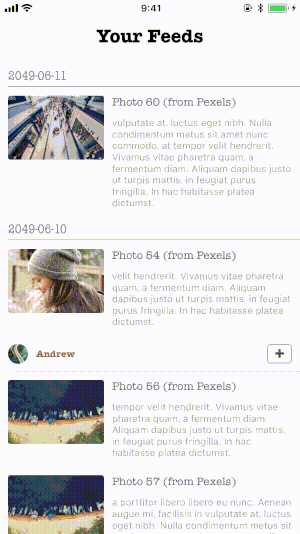 9:41
Your Feeds
2049-06-11
Photo 60 (from Pexels)
vulputate at, luctus eget nibh. Nulla
condimentum metus sit amet nunc
commodo, at tempor velit hendrerit.
Vivamus vitae pharetra quam, a
fermentum diam. Aliquam dapibus justo
ut turpis mattis, in feugiat purus
fringilla. In hac habitasse platea
dictumst.
2049-06-10
Photo 54 (from Pexels)
velit hendrerit. Vivamus vitae pharetra
quam, a fermentum diam. Aliquam
dapibus justo ut turpis mattis, in feugiat
purus fringilla. In hac habitasse platea
dictumst.
Andrew
+
Photo 56 (from Pexels)
tempor velit hendrerit. Vivamus vitae
pharetra quam, a fermentum diam.
Aliquam dapibus justo ut turpis mattis,
in feugiat purus fringilla. In hac
habitasse platea dictumst.
Photo 57 (from Pexels)
a porttitor libero libero eu nunc. Aenean
augue mi, facilisis in vulputate at, luctus
eget nibh. Nulla condimentum metus sit